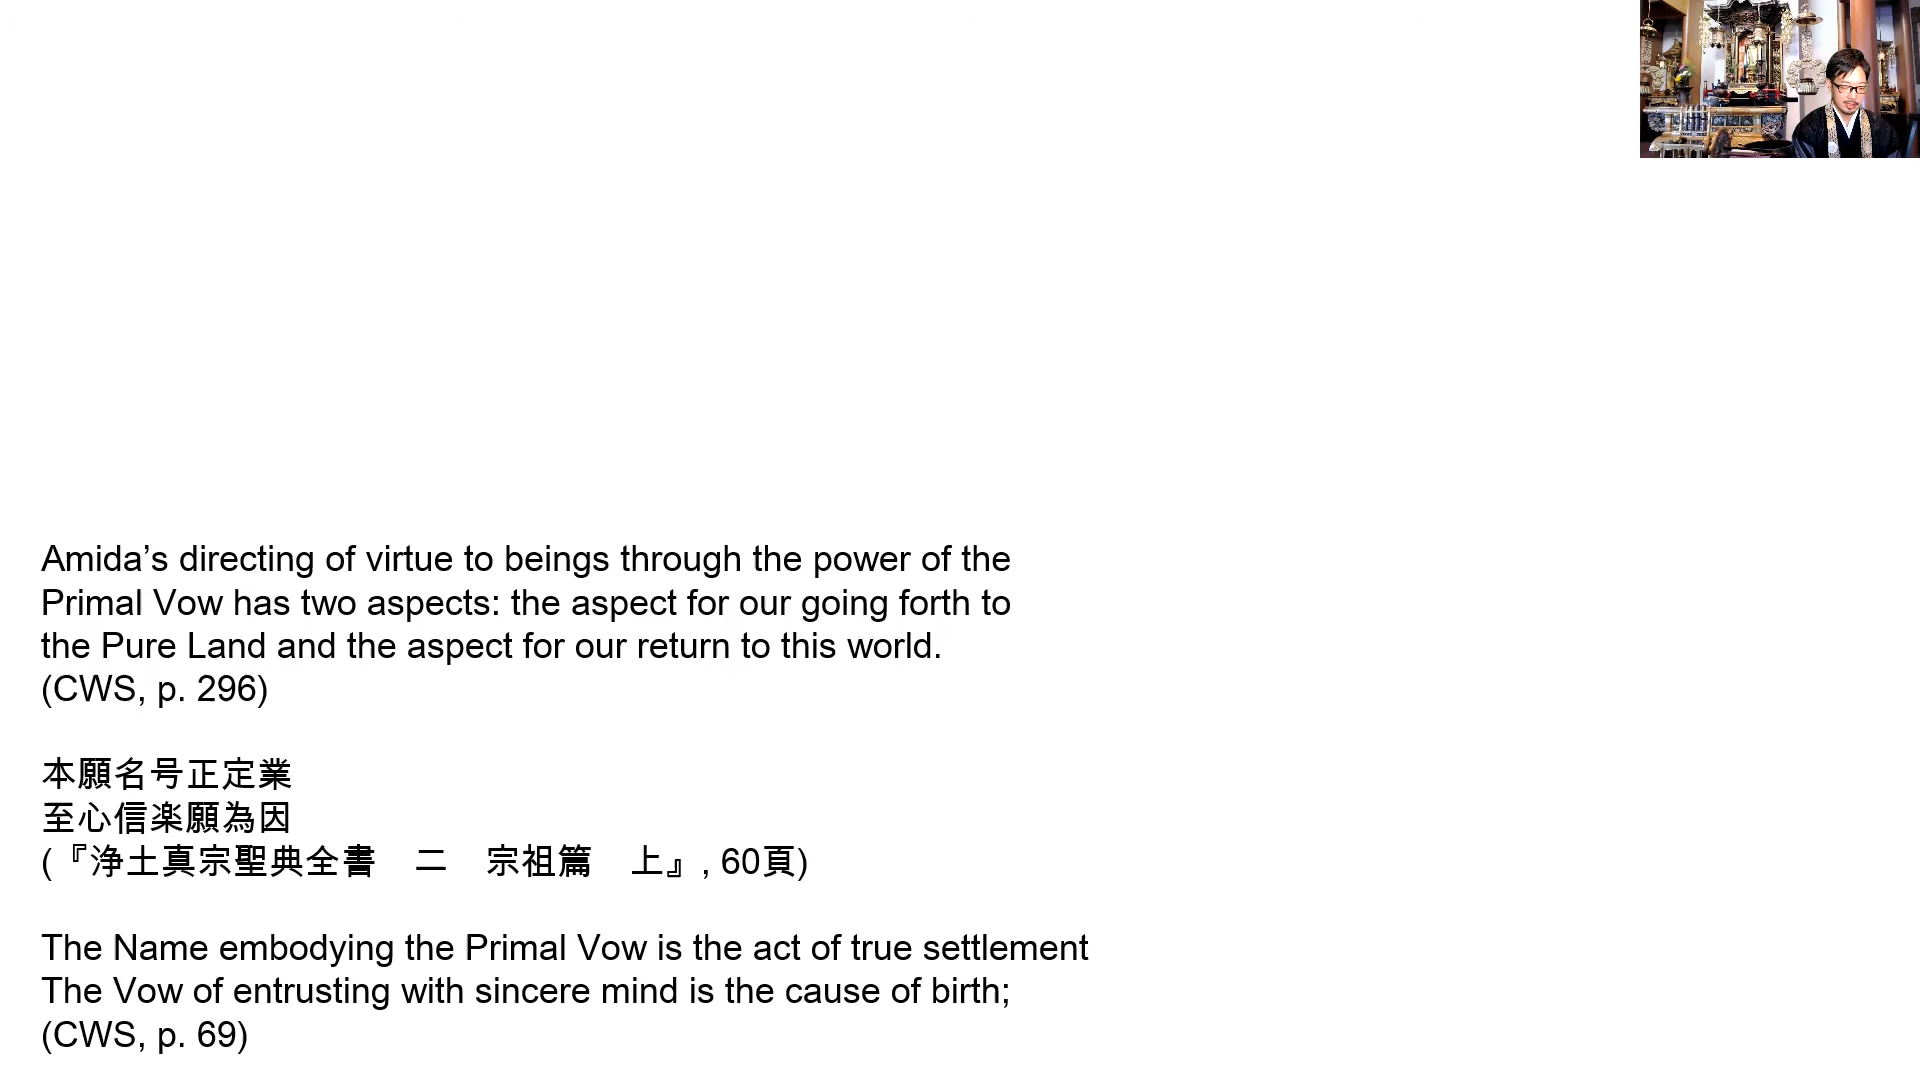 Amida’s directing of virtue to beings through the power of the
Primal Vow has two aspects: the aspect for our going forth to
the Pure Land and the aspect for our return to this world.
(CWS, p. 296)
本願名号正定業
至心信楽願為因
(『浄土真宗聖典全書　二　宗祖篇　上』, 60頁)
The Name embodying the Primal Vow is the act of true settlement
The Vow of entrusting with sincere mind is the cause of birth;
(CWS, p. 69)